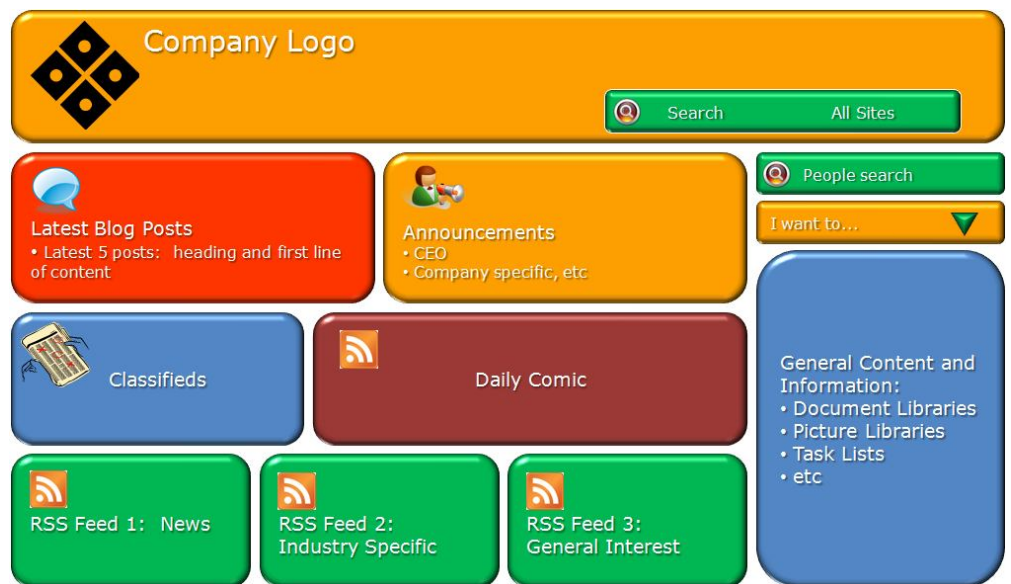 Company Logo
Search All Sites
People search
I want to...
Latest Blog Posts
• Latest 5 posts: heading and first line
of content
Announcements
• CEO
• Company specific, etc
Classifieds
Daily Comic
General Content and
Information:
• Document Libraries
• Picture Libraries
• Task Lists
• etc
RSS Feed 1: News
RSS Feed 2:
Industry Specific
RSS Feed 3:
General Interest